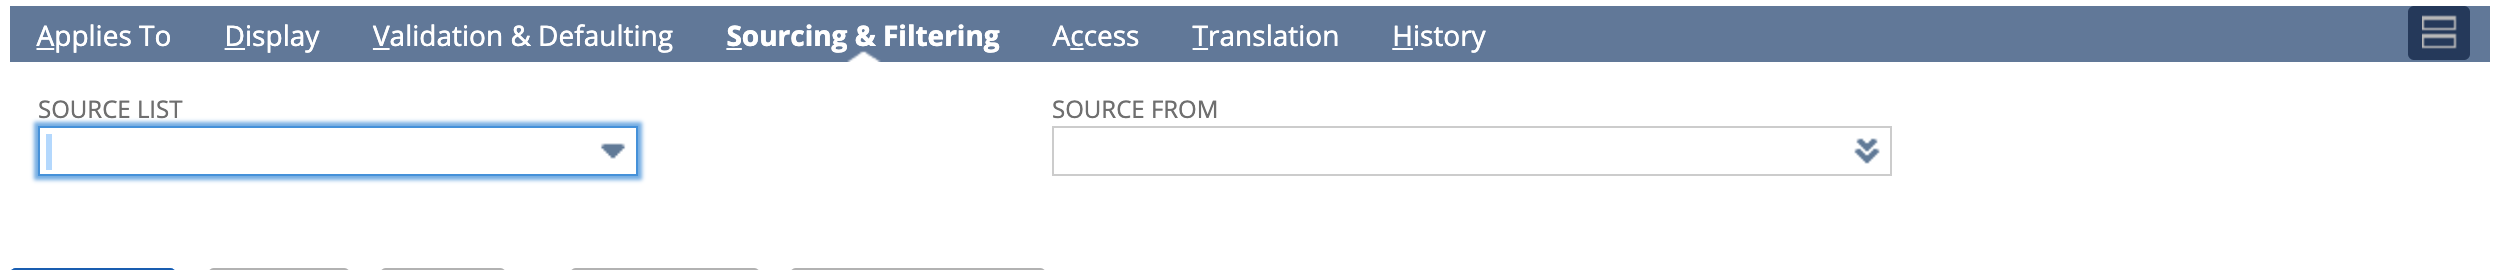 Applies To Display Validation & Defaulting Sourcing & Filtering Access Translation History
SOURCE LIST SOURCE FROM